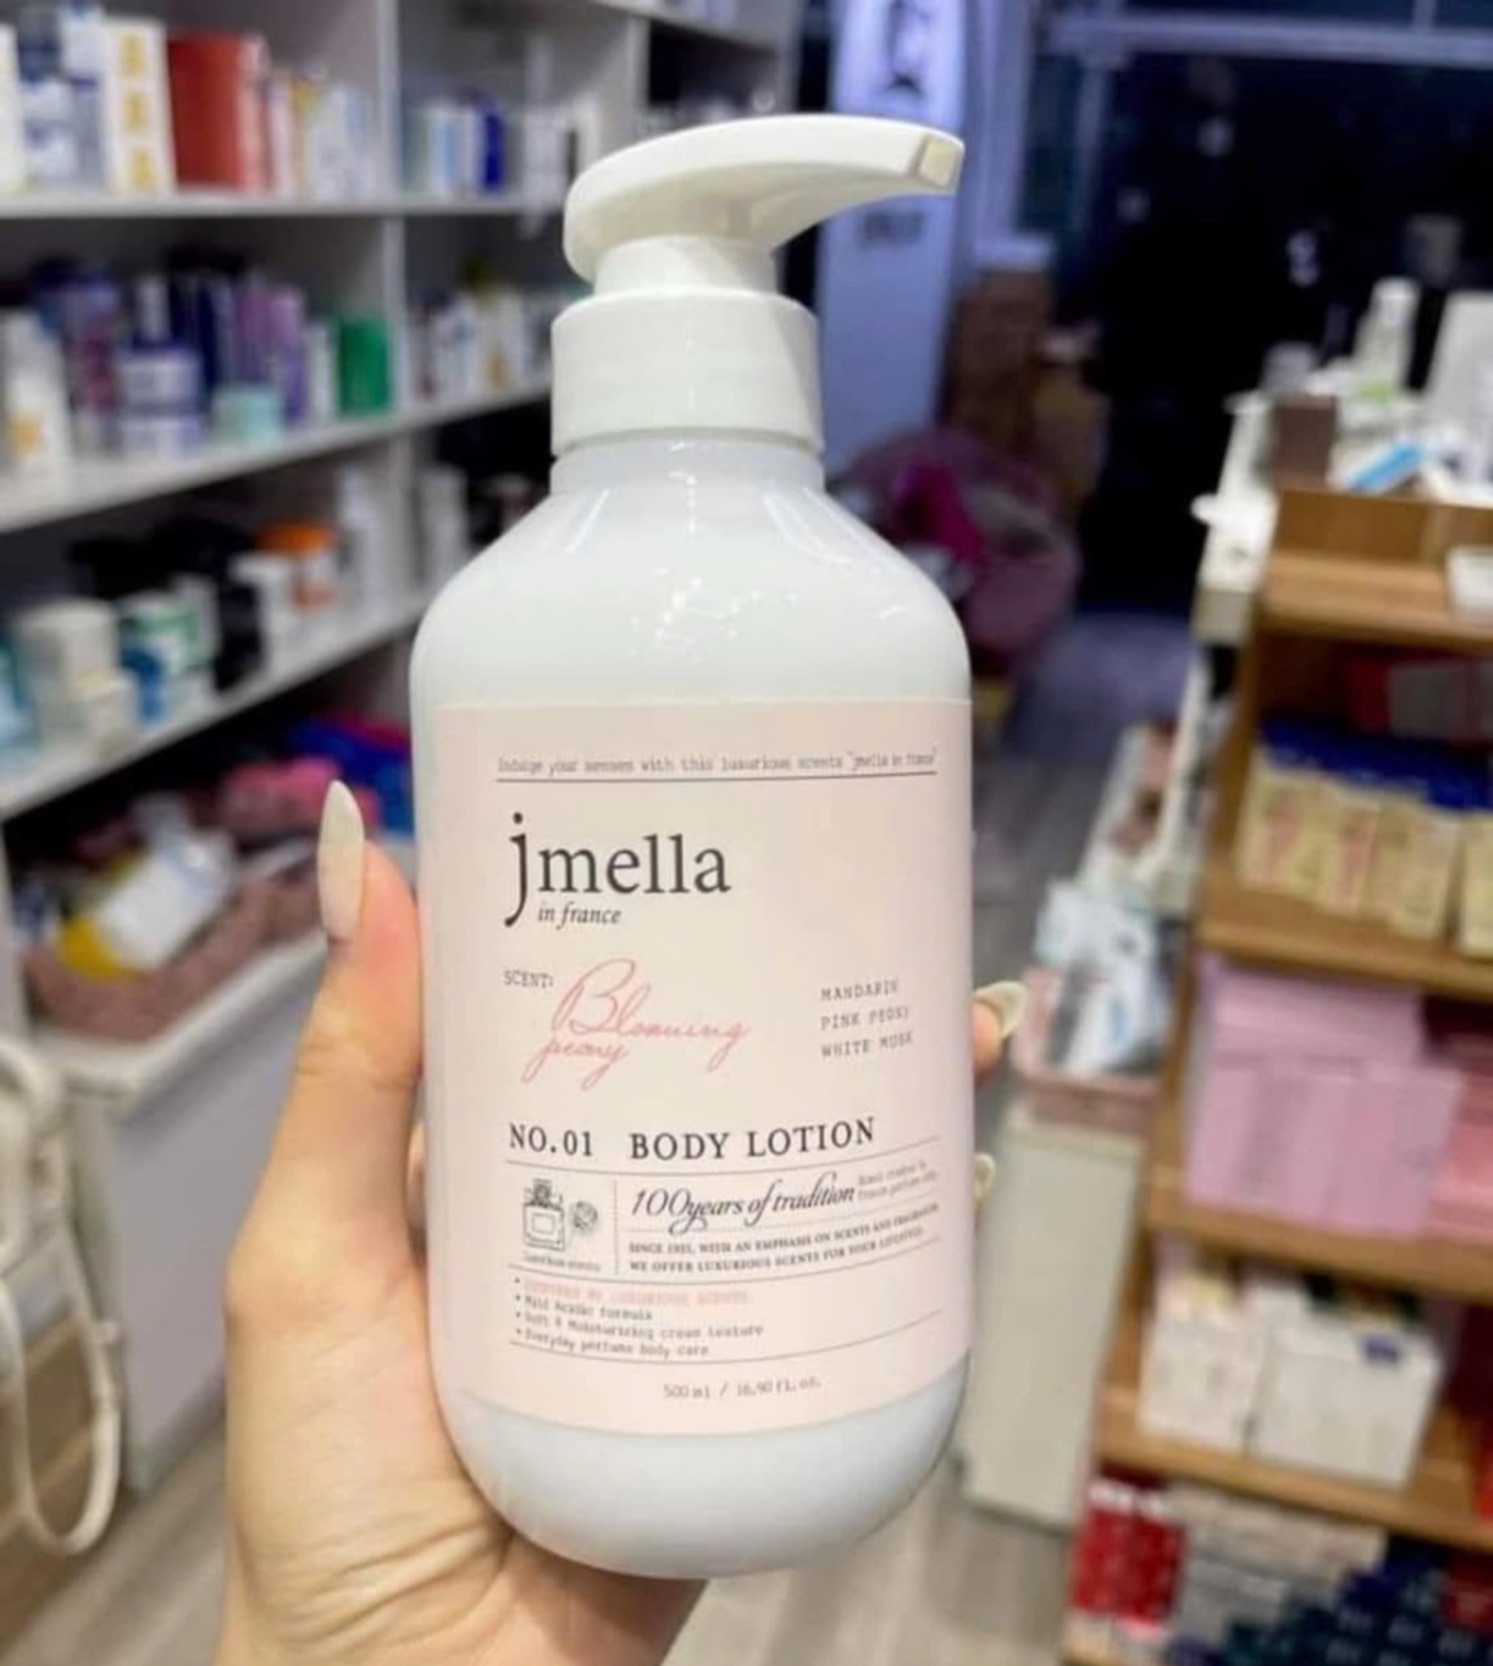 Indulge your senses with this luxurious scents "jmella in france"
jmella
in france
SCENT: Blooming
peony
MANDARIN
PINK PEONY
WHITE MUSK
NO.01 BODY LOTION
100years of tradition
SINCE WITH AN EMPHASIS ON SCENTS AND FRAGRANCES
WE OFFER LUXURIOUS SCENTS FOR YOUR LIFESTYLE
LUXURIOUS SCENTS
• Mild Acidic formula
• Soft & Moisturizing cream texture
• Everyday perfume body care
500 ml / 16.90 fl. oz.